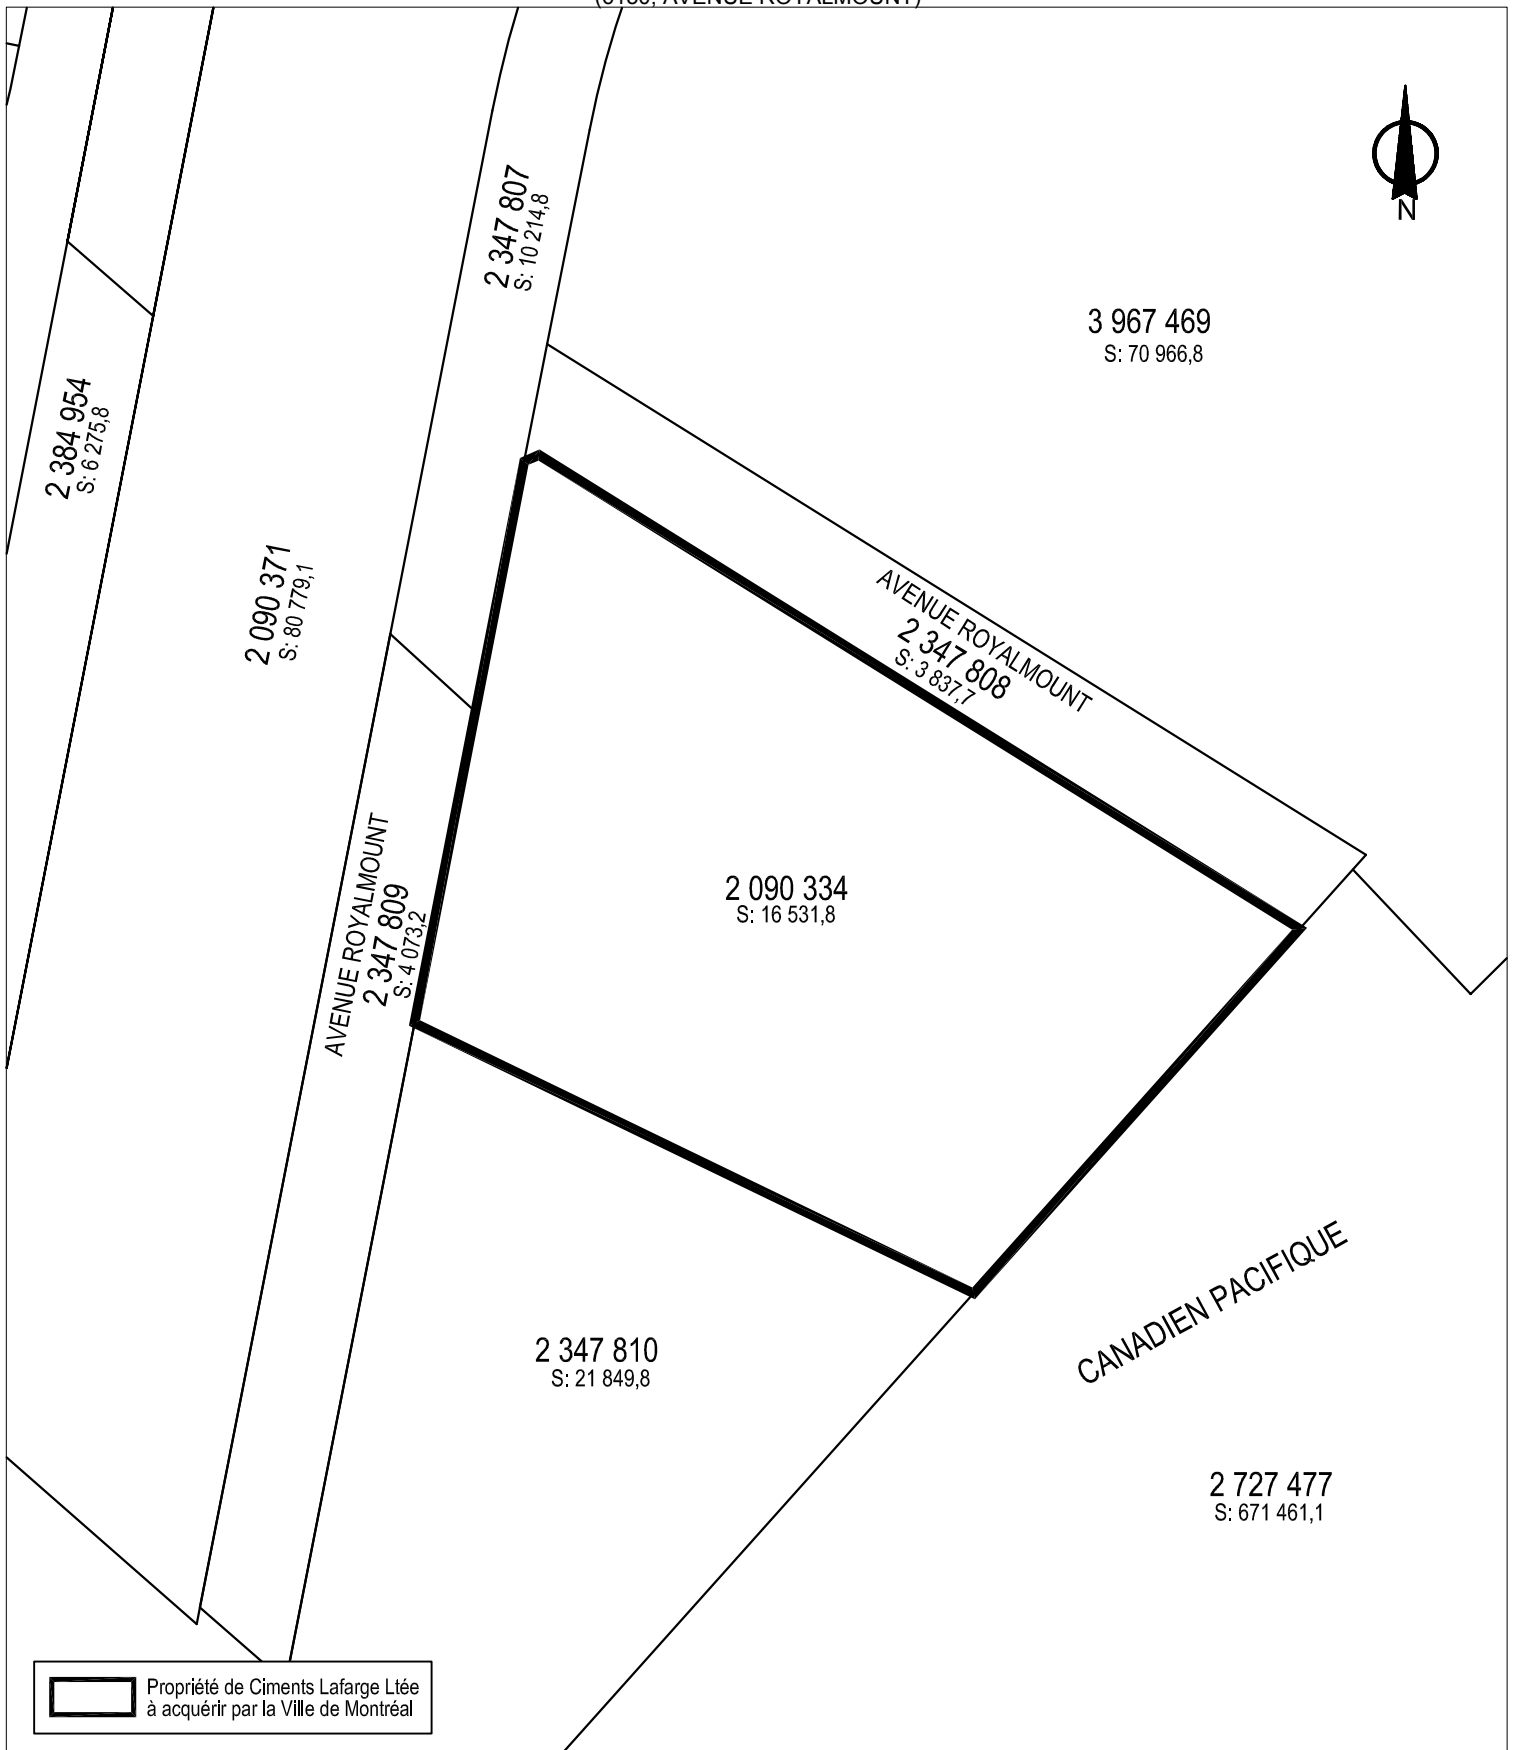 AVENUE ROYALMOUNT)
N
2 347 807
S: 10 214,8
3 967 469
S: 70 966,8
2 384 954
S: 6 275,8
2 090 371
S: 80 779,1
AVENUE ROYALMOUNT
2 347 808
S: 3 837,7
AVENUE ROYALMOUNT
2 347 809
S: 4 073,2
2 090 334
S: 16 531,8
CANADIEN PACIFIQUE
2 347 810
S: 21 849,8
2 727 477
S: 671 461,1
Propriété de Ciments Lafarge Ltée
à acquérir par la Ville de Montréal